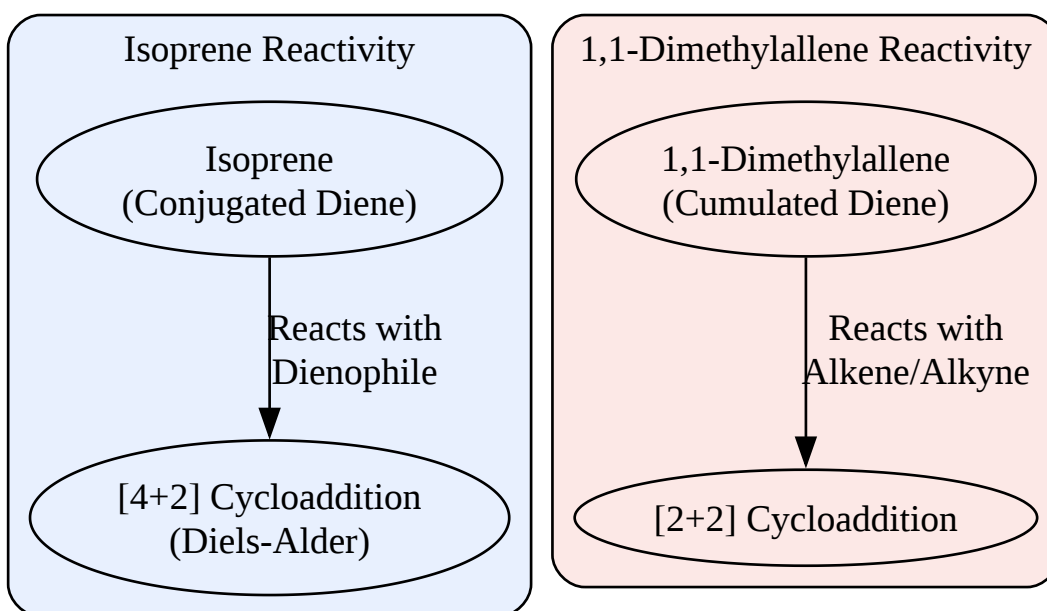 Isoprene Reactivity
Isoprene
(Conjugated Diene)
Reacts with
Dienophile
[4+2] Cycloaddition
(Diels-Alder)
1,1-Dimethylallene Reactivity
1,1-Dimethylallene
(Cumulated Diene)
Reacts with
Alkene/Alkyne
[2+2] Cycloaddition